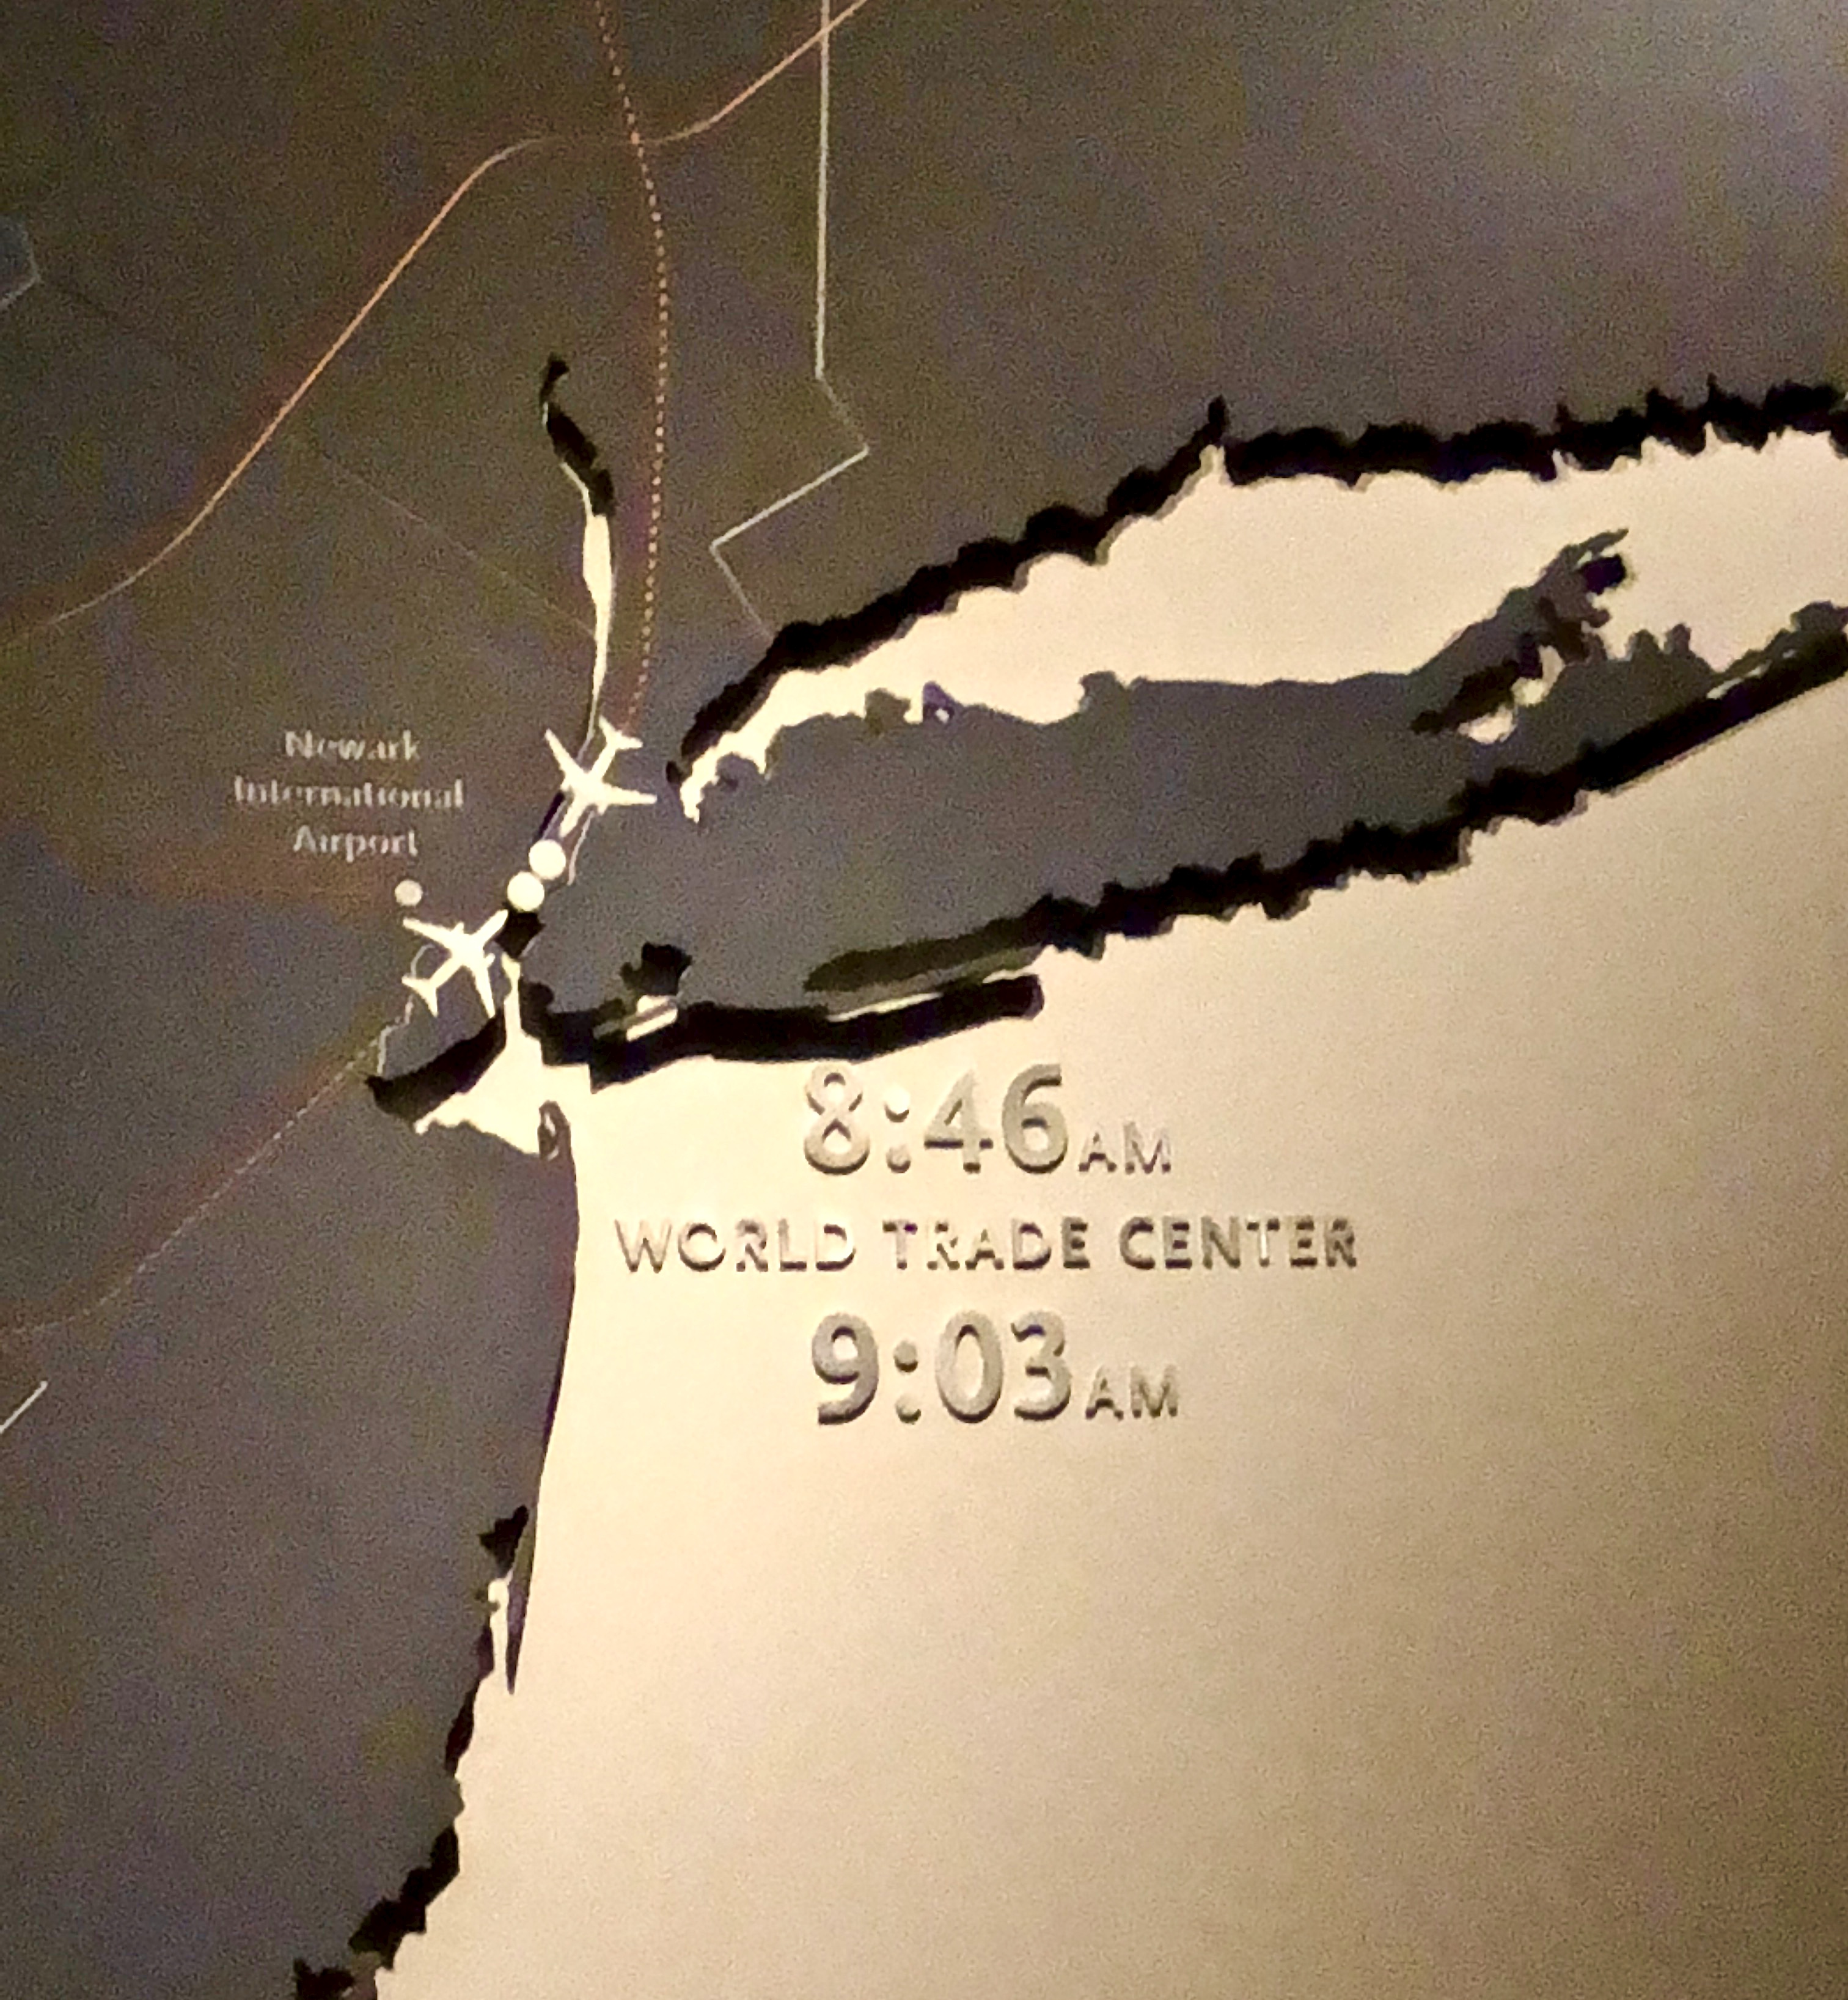 Newark
International
Airport
8:46AM
WORLD TRADE CENTER
9:03AM